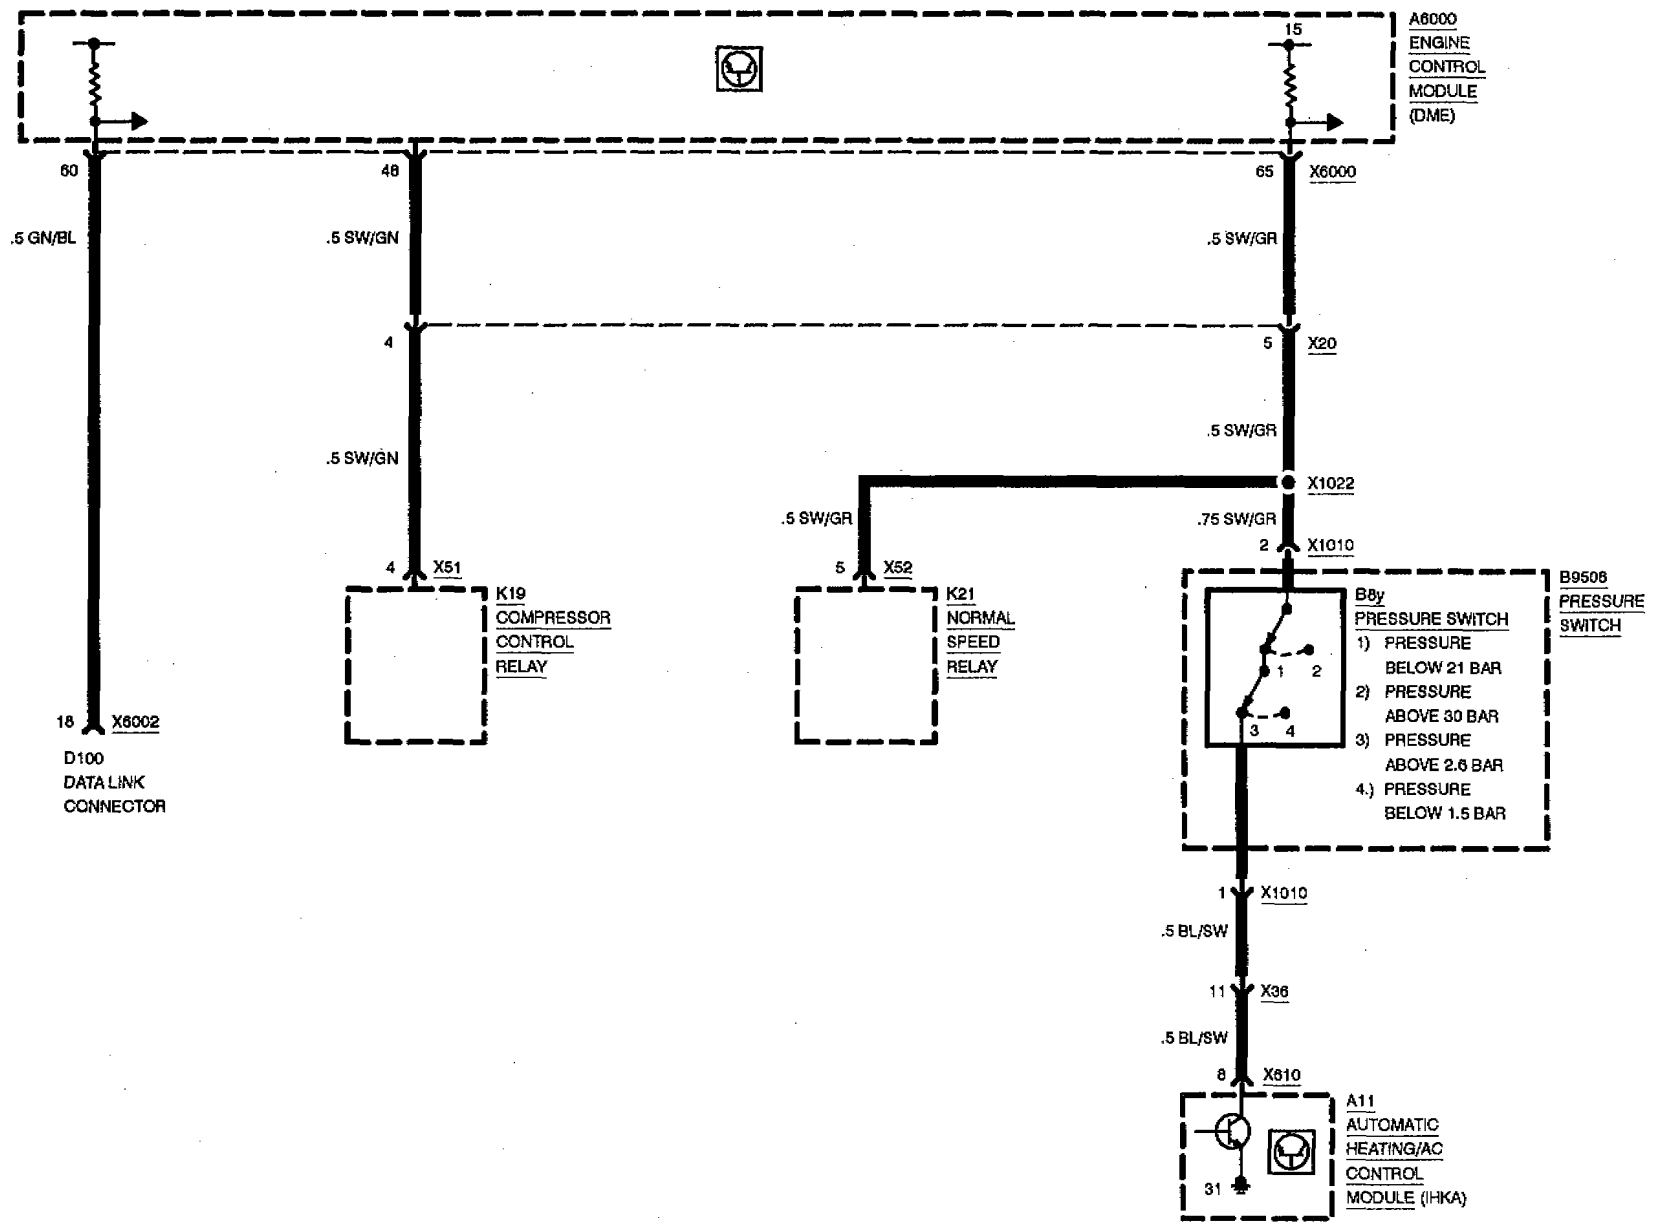 A6000
ENGINE
CONTROL
MODULE
(DME)
15
60
48
65
X6000
.5 GN/BL
.5 SW/GN
.5 SW/GR
4
5
X20
.5 SW/GN
.5 SW/GR
X1022
.5 SW/GR
.75 SW/GR
2
X1010
4
X51
5
X52
K19
COMPRESSOR
CONTROL
RELAY
K21
NORMAL
SPEED
RELAY
B8y
PRESSURE SWITCH
1) PRESSURE
BELOW 21 BAR
2) PRESSURE
ABOVE 30 BAR
3) PRESSURE
ABOVE 2.6 BAR
4.) PRESSURE
BELOW 1.5 BAR
B9506
PRESSURE
SWITCH
1
2
3
4
18
X6002
D100
DATA LINK
CONNECTOR
1
X1010
.5 BL/SW
11
X36
.5 BL/SW
8
X610
A11
AUTOMATIC
HEATING/AC
CONTROL
MODULE (IHKA)
31